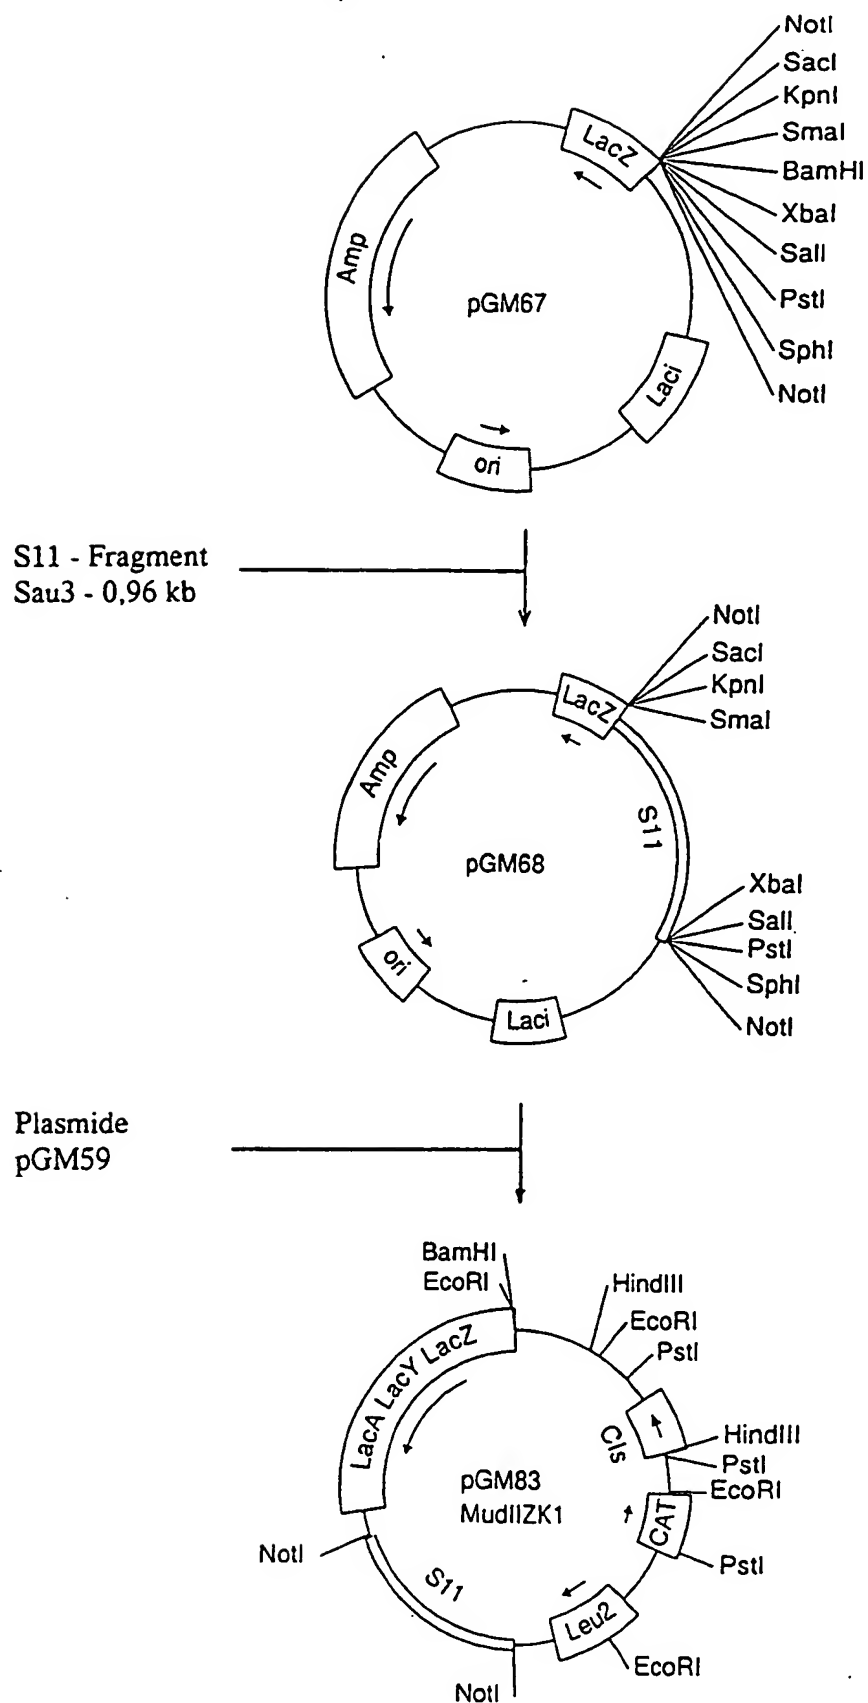 NotI
SacI
KpnI
SmaI
BamHI
XbaI
SalI
PstI
SphI
NotI
LacZ
Amp
pGM67
Laci
ori
S11 - Fragment
Sau3 - 0,96 kb
NotI
SacI
KpnI
SmaI
LacZ
Amp
S11
pGM68
XbaI
SalI
PstI
SphI
NotI
ori
Laci
Plasmide
pGM59
BamHI
EcoRI
HindIII
EcoRI
PstI
LacA LacY LacZ
CIs
HindIII
PstI
EcoRI
pGM83
MudIIZK1
CAT
PstI
NotI
S11
Leu2
EcoRI
NotI